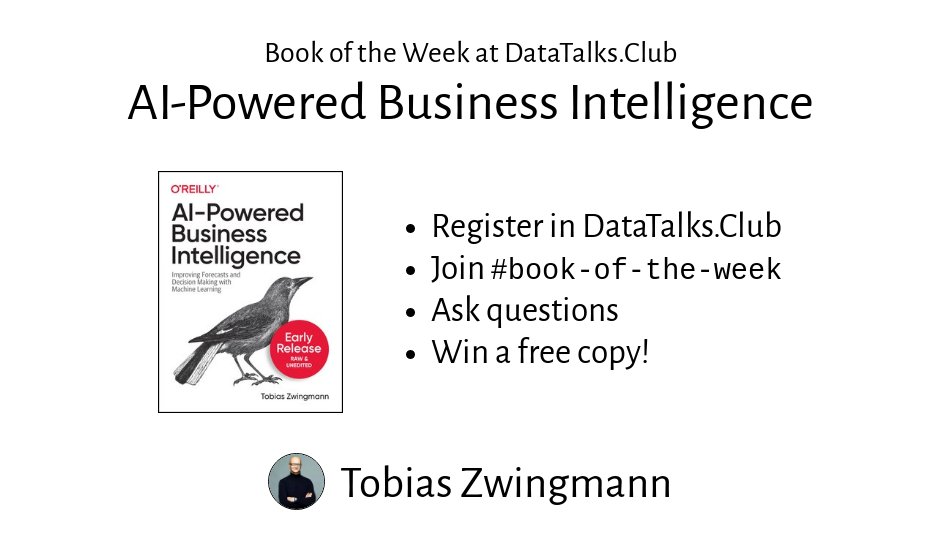 Book of the Week at DataTalks.Club
AI-Powered Business Intelligence
O'REILLY
AI-Powered
Business
Intelligence
Improving Forecasts and
Decision Making with
Machine Learning
Early
Release
RAW &
UNEDITED
Tobias Zwingmann
• Register in DataTalks.Club
• Join #book-of-the-week
• Ask questions
• Win a free copy!
Tobias Zwingmann